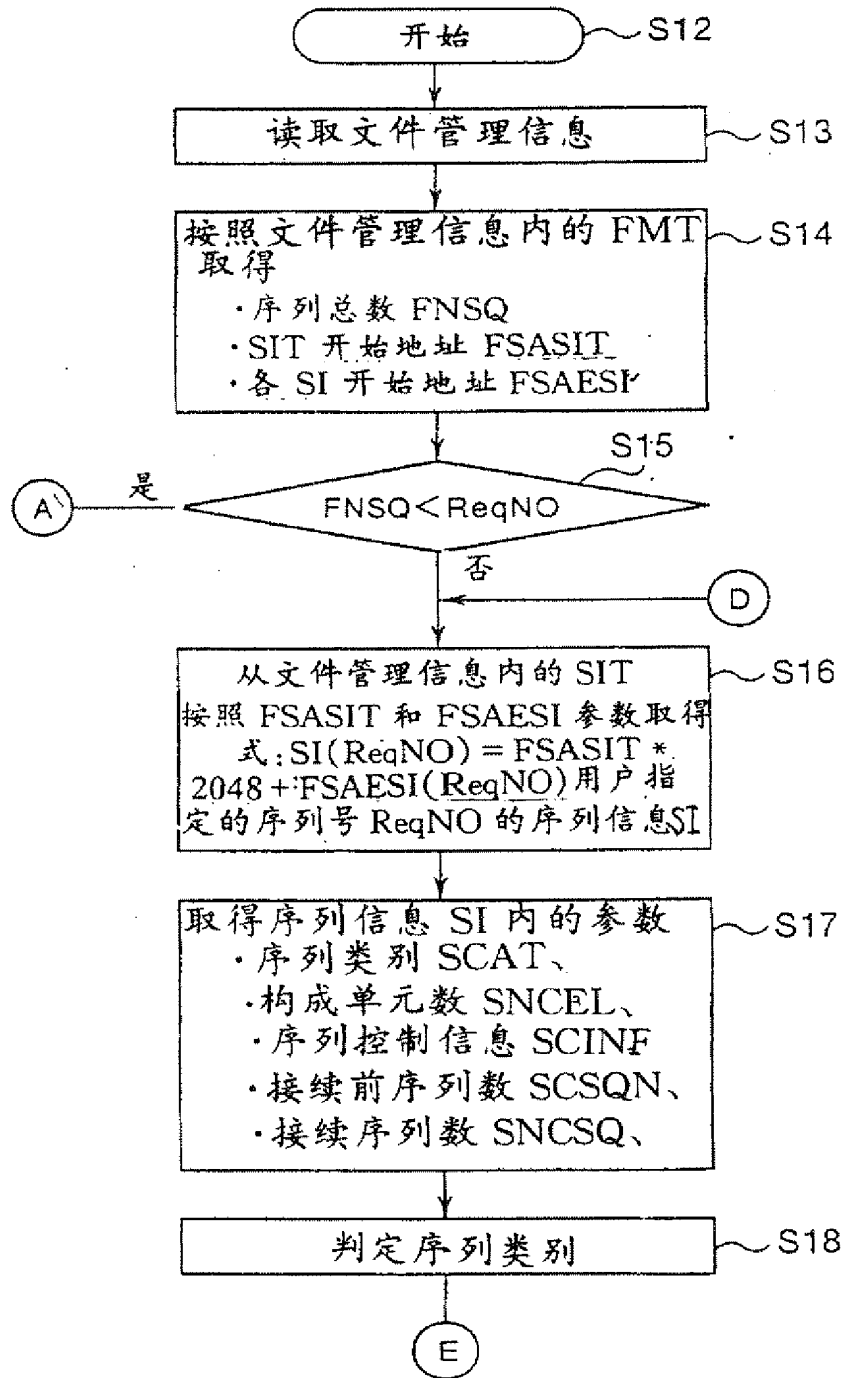 开始
S12
读取文件管理信息
S13
按照文件管理信息内的 FMT
取得
·序列总数 FNSQ
·SIT 开始地址 FSASIT
·各 SI 开始地址 FSAESI
S14
S15
A
是
FNSQ<ReqNO
否
D
从文件管理信息内的 SIT
按照 FSASIT 和 FSAESI 参数取得
式:SI(ReqNO)=FSASIT *
2048+FSAESI(ReqNO)用户指
定的序列号 ReqNO 的序列信息SI
S16
取得序列信息 SI 内的参数
·序列类别 SCAT、
·构成单元数 SNCEL、
·序列控制信息 SCINF
·接续前序列数 SCSQN、
·接续序列数 SNCSQ、
S17
判定序列类别
S18
E